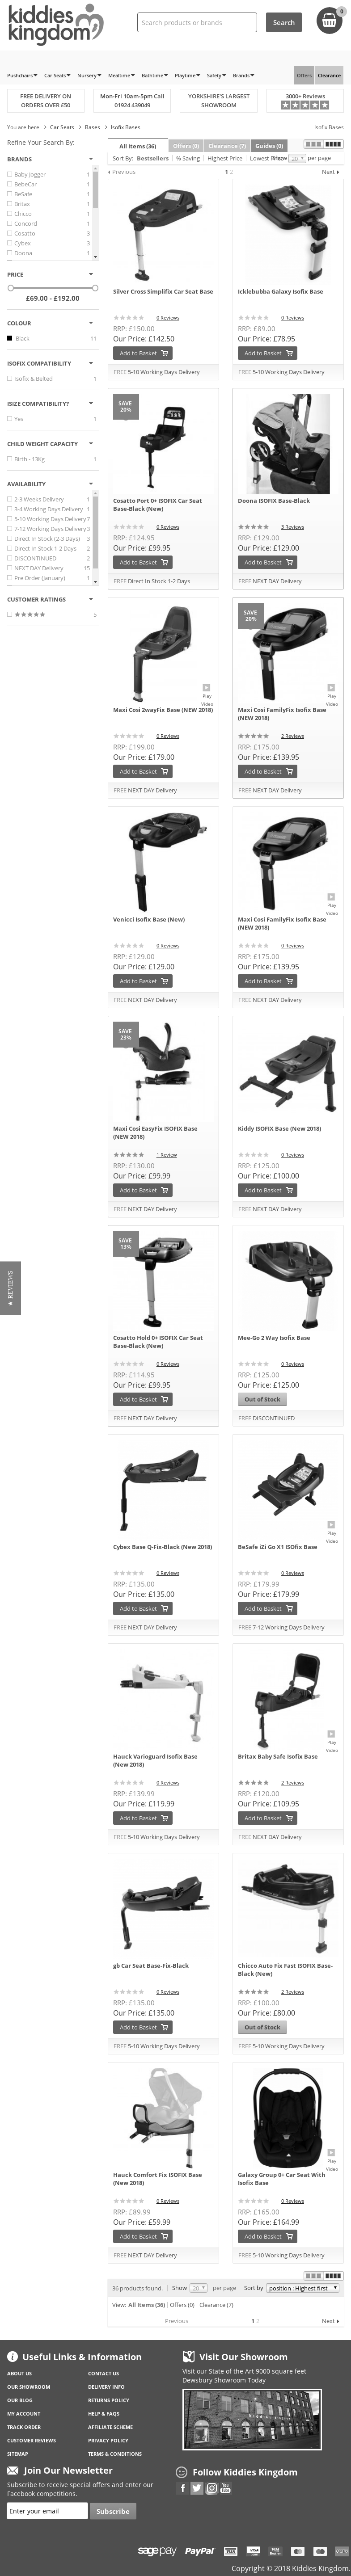 kiddies
kingdom
Search products or brands
Search
0
Pushchairs Car Seats Nursery Mealtime Bathtime Playtime Safety Brands Offers Clearance
FREE DELIVERY ON
ORDERS OVER £50
Mon-Fri 10am-5pm Call
01924 439049
YORKSHIRE'S LARGEST
SHOWROOM
3000+ Reviews
You are here > Car Seats > Bases > Isofix Bases
Isofix Bases
Refine Your Search By:
BRANDS
Baby Jogger 1
BebeCar 1
BeSafe 1
Britax 1
Chicco 1
Concord 1
Cosatto 3
Cybex 3
Doona 1
PRICE
£69.00 - £192.00
COLOUR
Black 11
ISOFIX COMPATIBILITY
Isofix & Belted 1
ISIZE COMPATIBILITY?
Yes 1
CHILD WEIGHT CAPACITY
Birth - 13Kg 1
AVAILABILITY
2-3 Weeks Delivery 1
3-4 Working Days Delivery 1
5-10 Working Days Delivery 7
7-12 Working Days Delivery 3
Direct In Stock (2-3 Days) 3
Direct In Stock 1-2 Days 2
DISCONTINUED 2
NEXT DAY Delivery 15
Pre Order (January) 1
CUSTOMER RATINGS
★★★★★ 5
★ REVIEWS
All items (36) Offers (0) Clearance (7) Guides (0)
Sort By: Bestsellers | % Saving | Highest Price | Lowest Show 20 per page
Previous 1 2 Next
Silver Cross Simplifix Car Seat Base
0 Reviews
RRP: £150.00
Our Price: £142.50
Add to Basket
FREE 5-10 Working Days Delivery
Icklebubba Galaxy Isofix Base
0 Reviews
RRP: £89.00
Our Price: £78.95
Add to Basket
FREE 5-10 Working Days Delivery
SAVE
20%
Cosatto Port 0+ ISOFIX Car Seat
Base-Black (New)
0 Reviews
RRP: £124.95
Our Price: £99.95
Add to Basket
FREE Direct In Stock 1-2 Days
Doona ISOFIX Base-Black
3 Reviews
RRP: £129.00
Our Price: £129.00
Add to Basket
FREE NEXT DAY Delivery
Play
Video
Maxi Cosi 2wayFix Base (NEW 2018)
0 Reviews
RRP: £199.00
Our Price: £179.00
Add to Basket
FREE NEXT DAY Delivery
SAVE
20%
Play
Video
Maxi Cosi FamilyFix Isofix Base
(NEW 2018)
2 Reviews
RRP: £175.00
Our Price: £139.95
Add to Basket
FREE NEXT DAY Delivery
Venicci Isofix Base (New)
0 Reviews
RRP: £129.00
Our Price: £129.00
Add to Basket
FREE NEXT DAY Delivery
Play
Video
Maxi Cosi FamilyFix Isofix Base
(NEW 2018)
0 Reviews
RRP: £175.00
Our Price: £139.95
Add to Basket
FREE NEXT DAY Delivery
SAVE
23%
Maxi Cosi EasyFix ISOFIX Base
(NEW 2018)
1 Review
RRP: £130.00
Our Price: £99.99
Add to Basket
FREE NEXT DAY Delivery
Kiddy ISOFIX Base (New 2018)
0 Reviews
RRP: £125.00
Our Price: £100.00
Add to Basket
FREE NEXT DAY Delivery
SAVE
13%
Cosatto Hold 0+ ISOFIX Car Seat
Base-Black (New)
0 Reviews
RRP: £114.95
Our Price: £99.95
Add to Basket
FREE NEXT DAY Delivery
Mee-Go 2 Way Isofix Base
0 Reviews
RRP: £125.00
Our Price: £125.00
Out of Stock
FREE DISCONTINUED
Cybex Base Q-Fix-Black (New 2018)
0 Reviews
RRP: £135.00
Our Price: £135.00
Add to Basket
FREE NEXT DAY Delivery
Play
Video
BeSafe iZi Go X1 ISOfix Base
0 Reviews
RRP: £179.99
Our Price: £179.99
Add to Basket
FREE 7-12 Working Days Delivery
Hauck Varioguard Isofix Base
(New 2018)
0 Reviews
RRP: £139.99
Our Price: £119.99
Add to Basket
FREE 5-10 Working Days Delivery
Play
Video
Britax Baby Safe Isofix Base
2 Reviews
RRP: £120.00
Our Price: £109.95
Add to Basket
FREE NEXT DAY Delivery
gb Car Seat Base-Fix-Black
0 Reviews
RRP: £135.00
Our Price: £135.00
Add to Basket
FREE 5-10 Working Days Delivery
Chicco Auto Fix Fast ISOFIX Base-
Black (New)
2 Reviews
RRP: £100.00
Our Price: £80.00
Out of Stock
FREE 5-10 Working Days Delivery
Hauck Comfort Fix ISOFIX Base
(New 2018)
0 Reviews
RRP: £89.99
Our Price: £59.99
Add to Basket
FREE NEXT DAY Delivery
Play
Video
Galaxy Group 0+ Car Seat With
Isofix Base
0 Reviews
RRP: £165.00
Our Price: £164.99
Add to Basket
FREE 5-10 Working Days Delivery
36 products found. Show 20 per page Sort by position : Highest first
View: All Items (36) | Offers (0) | Clearance (7)
Previous 1 2 Next
Useful Links & Information
ABOUT US CONTACT US
OUR SHOWROOM DELIVERY INFO
OUR BLOG RETURNS POLICY
MY ACCOUNT HELP & FAQS
TRACK ORDER AFFILIATE SCHEME
CUSTOMER REVIEWS PRIVACY POLICY
SITEMAP TERMS & CONDITIONS
Visit Our Showroom
Visit our State of the Art 9000 square feet
Dewsbury Showroom Today
Join Our Newsletter
Subscribe to receive special offers and enter our
Facebook competitions.
Enter your email
Subscribe
Follow Kiddies Kingdom
sagepay PayPal VISA
Copyright © 2018 Kiddies Kingdom.